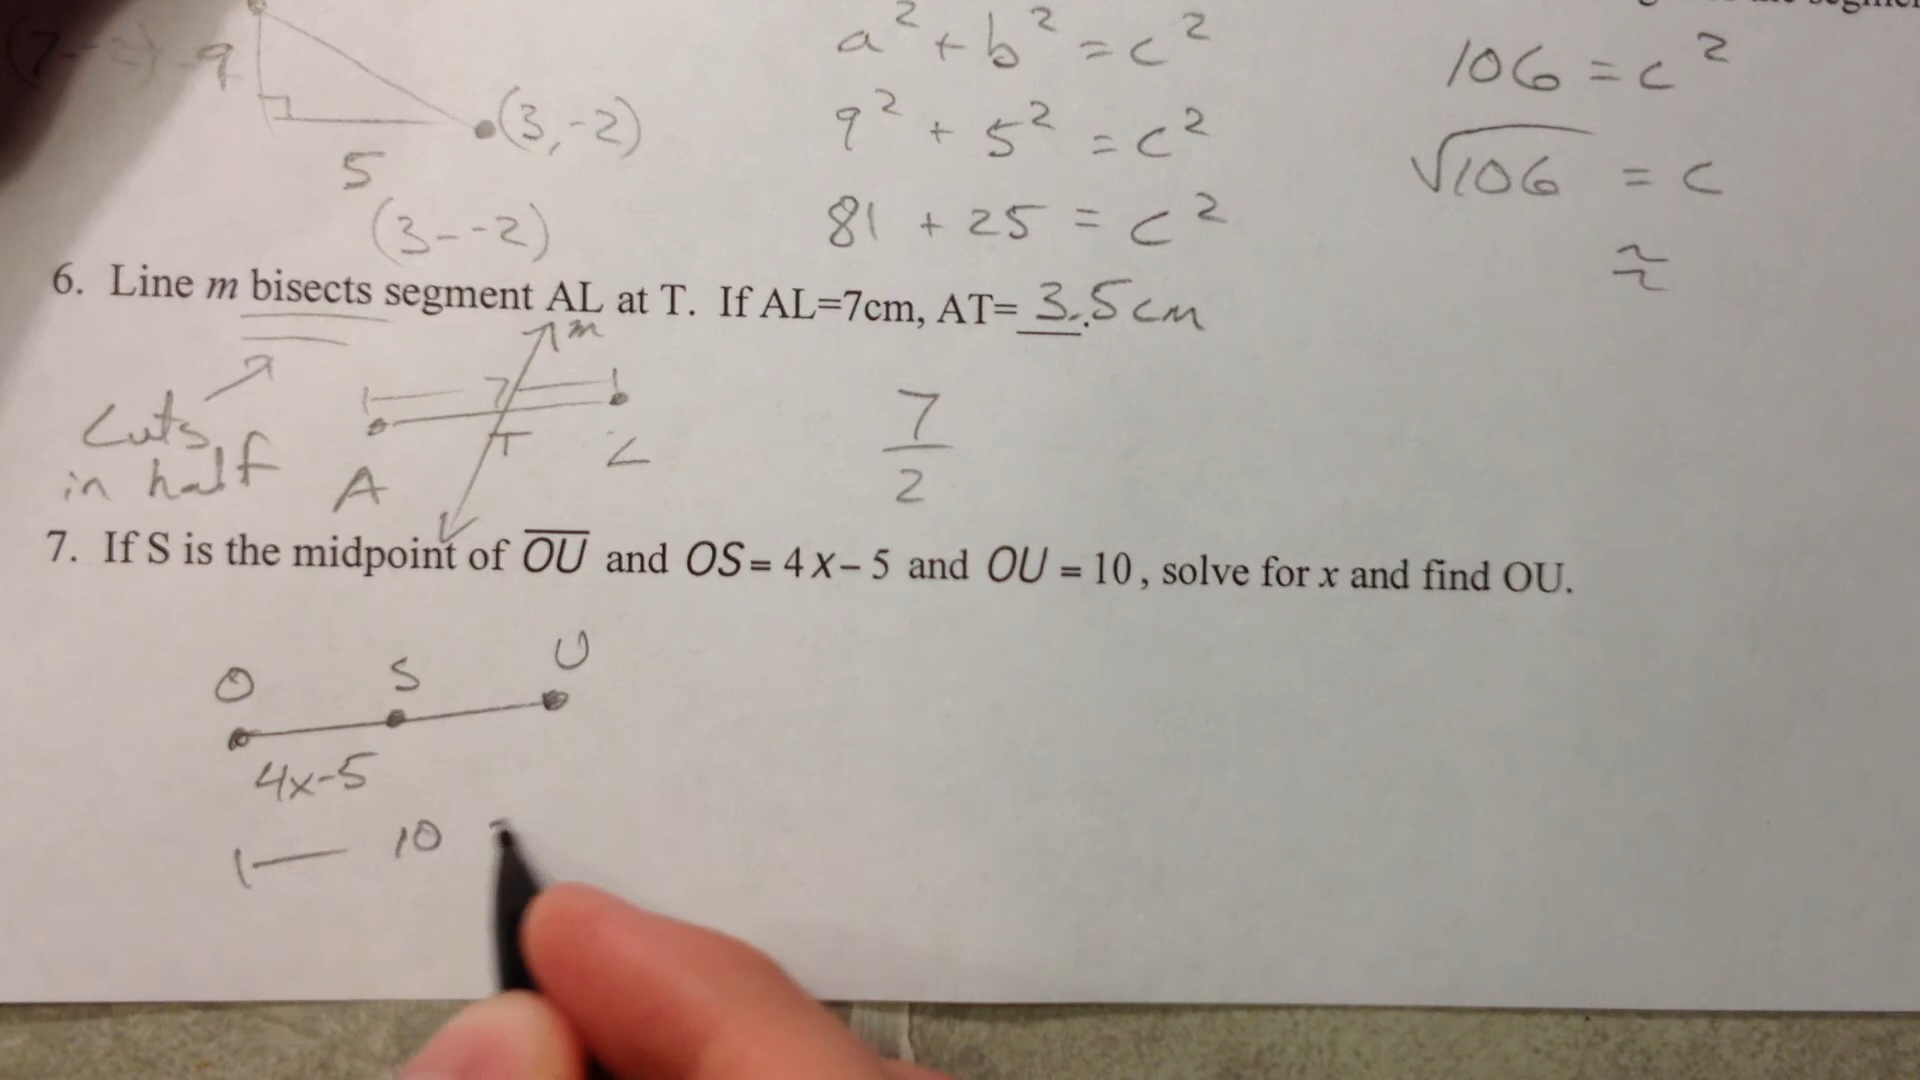 9
(3,-2)
5
(3--2)
a² + b² = c²
9² + 5² = c²
81 + 25 = c²
106 = c²
√106 = c
≈
6. Line m bisects segment AL at T. If AL=7cm, AT= 3.5cm
m
7
T
A
L
cuts
in half
7
2
7. If S is the midpoint of OU and OS = 4x – 5 and OU = 10, solve for x and find OU.
O S U
4x-5
10